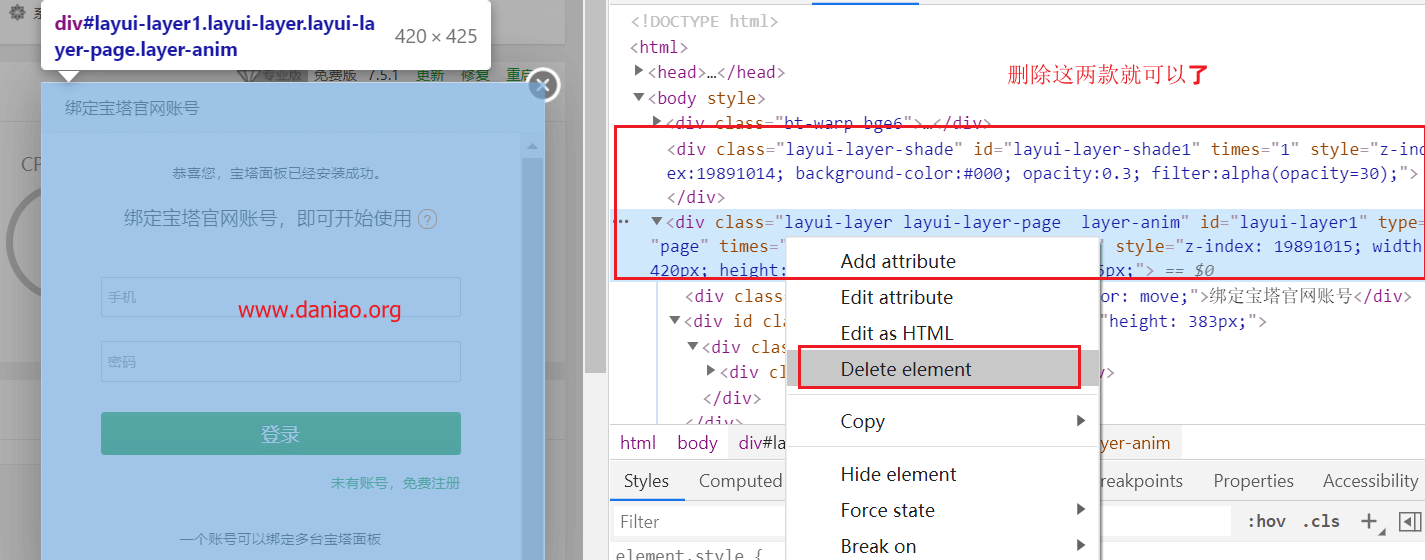 div#layui-layer1.layui-layer.layui-la
yer-page.layer-anim
420 × 425
专业版 免费版 7.5.1 更新 修复 重启
绑定宝塔官网账号
CP
恭喜您，宝塔面板已经安装成功。
绑定宝塔官网账号，即可开始使用 ?
手机
www.daniao.org
密码
登录
未有账号，免费注册
一个账号可以绑定多台宝塔面板
<!DOCTYPE html>
<html>
<head>…</head>
删除这两款就可以了
<body style>
<div class="bt-warp bge6">…</div>
<div class="layui-layer-shade" id="layui-layer-shade1" times="1" style="z-ind
ex:19891014; background-color:#000; opacity:0.3; filter:alpha(opacity=30);">
</div>
<div class="layui-layer layui-layer-page  layer-anim" id="layui-layer1" type=
"page" times=" style="z-index: 19891015; width
420px; height: 5px;"> == $0
<div class or: move;">绑定宝塔官网账号</div>
<div id cla "height: 383px;">
<div clas
<div cl v>
</div>
</div>
Add attribute
Edit attribute
Edit as HTML
Delete element
Copy
Hide element
Force state
Break on
html body div#la yer-anim
Styles Computed reakpoints Properties Accessibility
Filter :hov .cls
element.style {